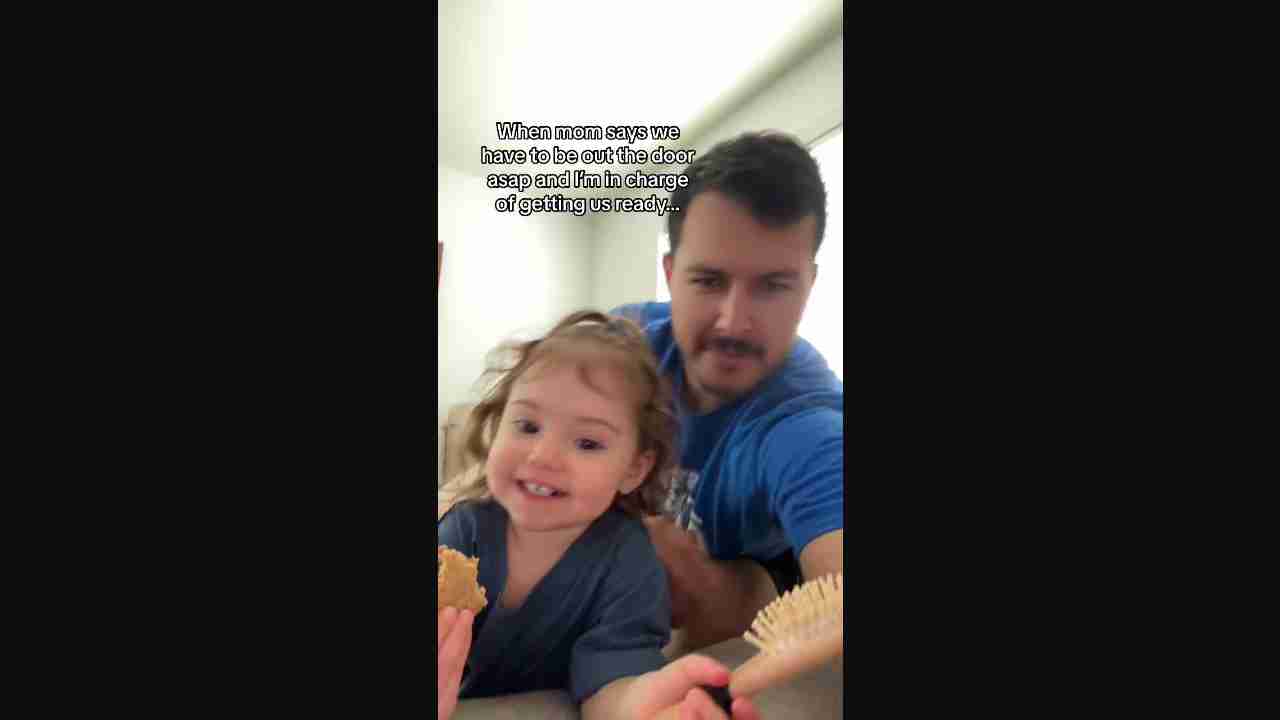 When mom says we
have to be out the door
asap and I'm in charge
of getting us ready...